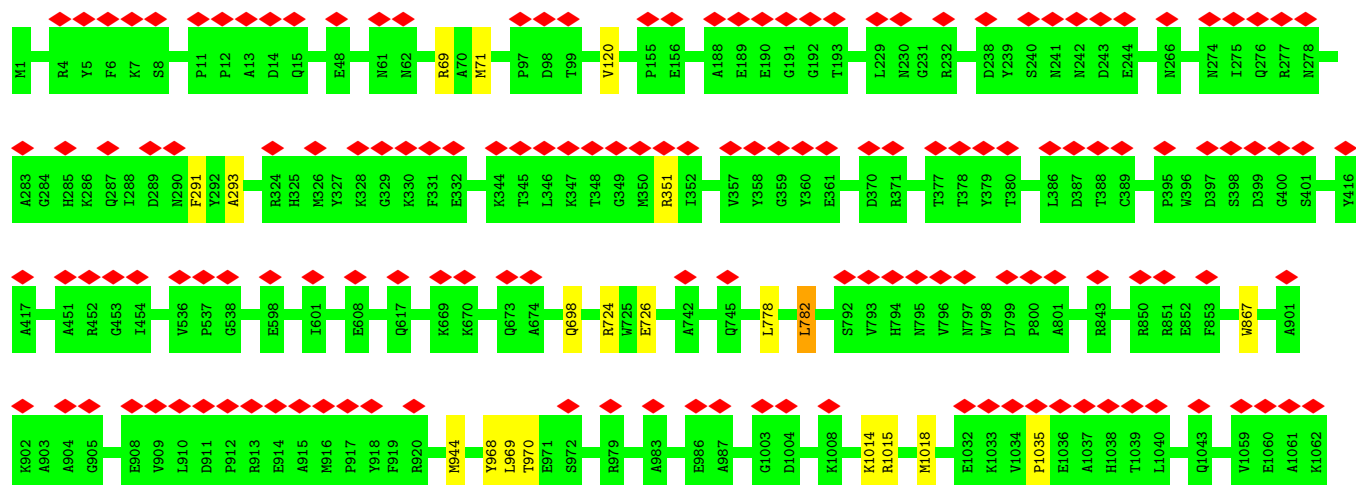 M1 R4 Y5 F6 K7 S8 P11 P12 A13 D14 Q15 E48 N61 N62 R69 A70 M71 P97 D98 T99 V120 P155 E156 A188 E189 E190 G191 G192 T193 L229 N230 G231 R232 D238 Y239 S240 N241 N242 D243 E244 N266 N274 I275 Q276 R277 N278
A283 G284 H285 K286 Q287 I288 D289 N290 F291 Y292 A293 R324 H325 M326 Y327 K328 G329 K330 F331 E332 K344 T345 L346 K347 T348 G349 M350 R351 I352 V357 Y358 G359 Y360 E361 D370 R371 T377 T378 Y379 T380 L386 D387 T388 C389 P395 W396 D397 S398 D399 G400 S401 Y416
A417 A451 R452 G453 I454 V536 P537 G538 E598 I601 E608 Q617 K669 K670 Q673 A674 Q698 R724 W725 E726 A742 Q745 L778 L782 S792 V793 H794 N795 V796 N797 W798 D799 P800 A801 R843 R850 R851 E852 F853 W867 A901
K902 A903 A904 G905 E908 V909 L910 D911 P912 R913 E914 A915 M916 P917 Y918 F919 R920 M944 Y968 L969 T970 E971 S972 R979 A983 E986 A987 G1003 D1004 K1008 K1014 R1015 M1018 E1032 K1033 V1034 P1035 E1036 A1037 H1038 T1039 L1040 Q1043 V1059 E1060 A1061 K1062